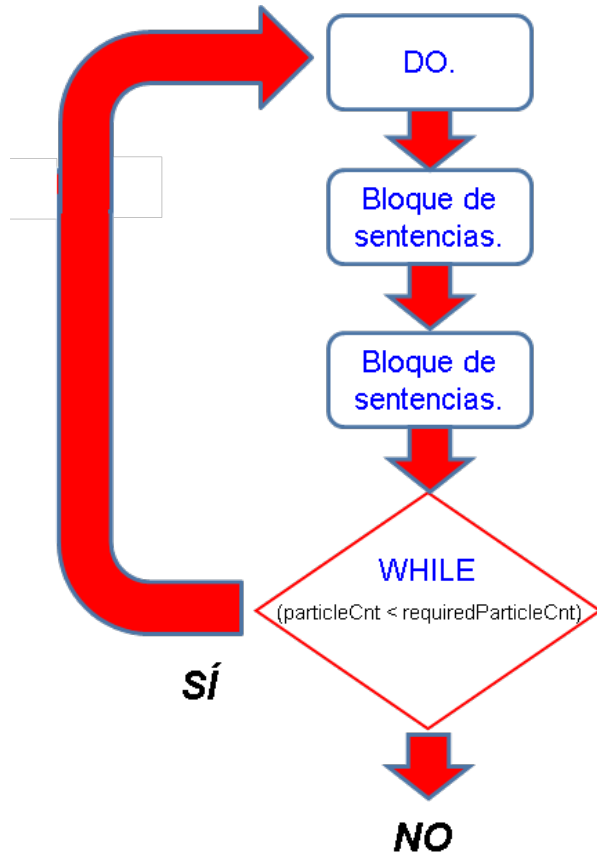 DO.
Bloque de
sentencias.
Bloque de
sentencias.
WHILE
(particleCnt < requiredParticleCnt)
SÍ
NO